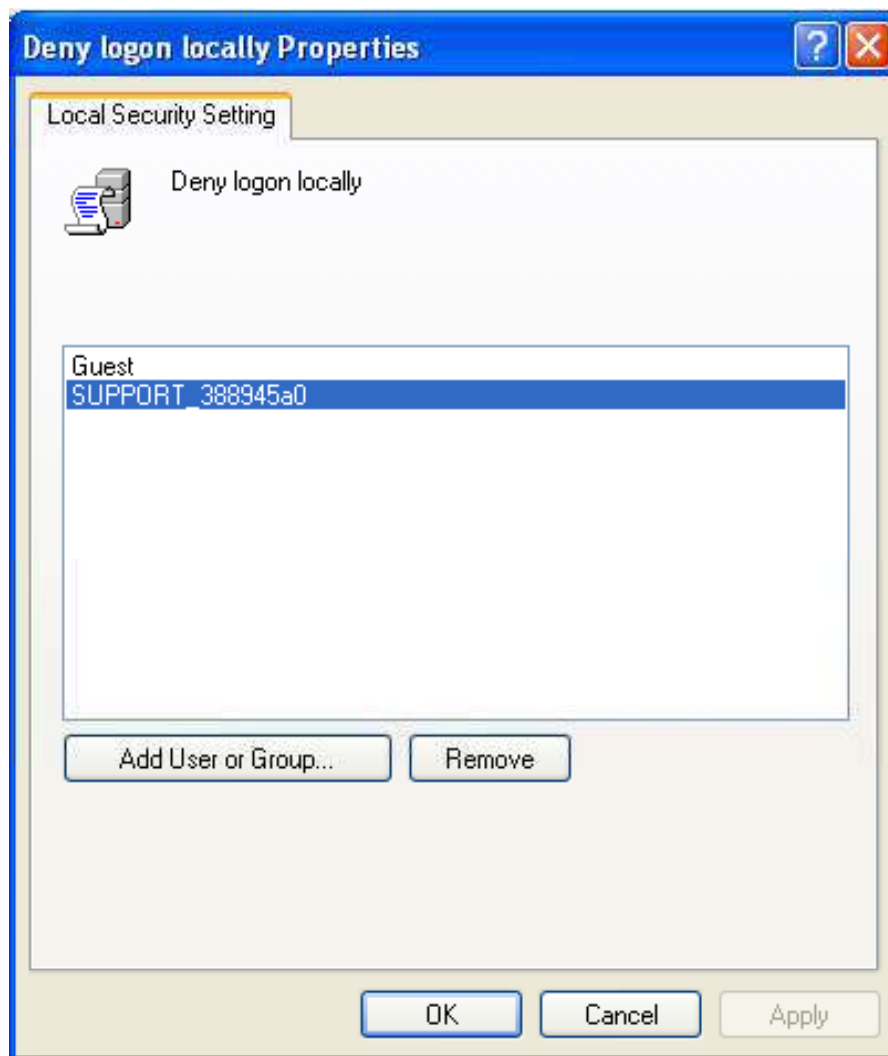 Deny logon locally Properties
Local Security Setting
Deny logon locally
Guest
SUPPORT_388945a0
Add User or Group...
Remove
OK
Cancel
Apply